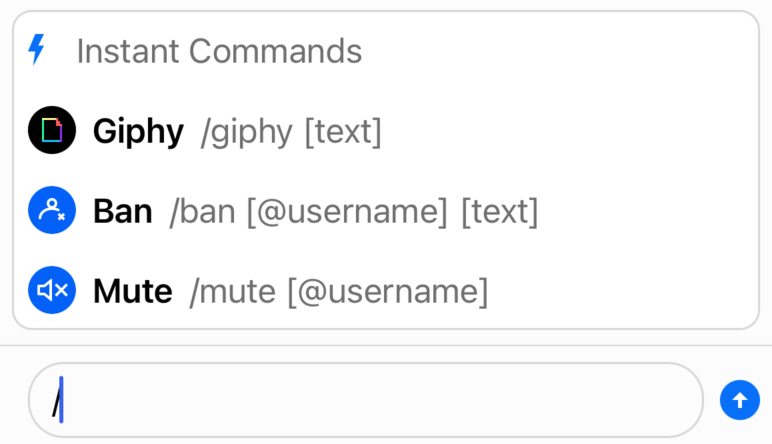 Instant Commands
Giphy /giphy [text]
Ban /ban [@username] [text]
Mute /mute [@username]
/